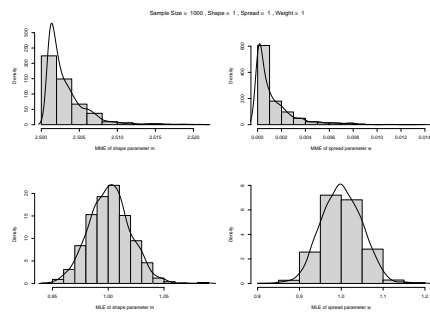 Sample Size = 1000 , Shape = 1 , Spread = 1 , Weight = 1
Density
0 50 100 150 200 250 300
2.500 2.505 2.510 2.515 2.520
MME of shape parameter m
Density
0 200 400 600
0.000 0.002 0.004 0.006 0.008 0.010 0.012 0.014
MME of spread parameter w
Density
0 5 10 15 20
0.95 1.00 1.05
MLE of shape parameter m
Density
0 2 4 6 8
0.8 0.9 1.0 1.1 1.2
MLE of spread parameter w